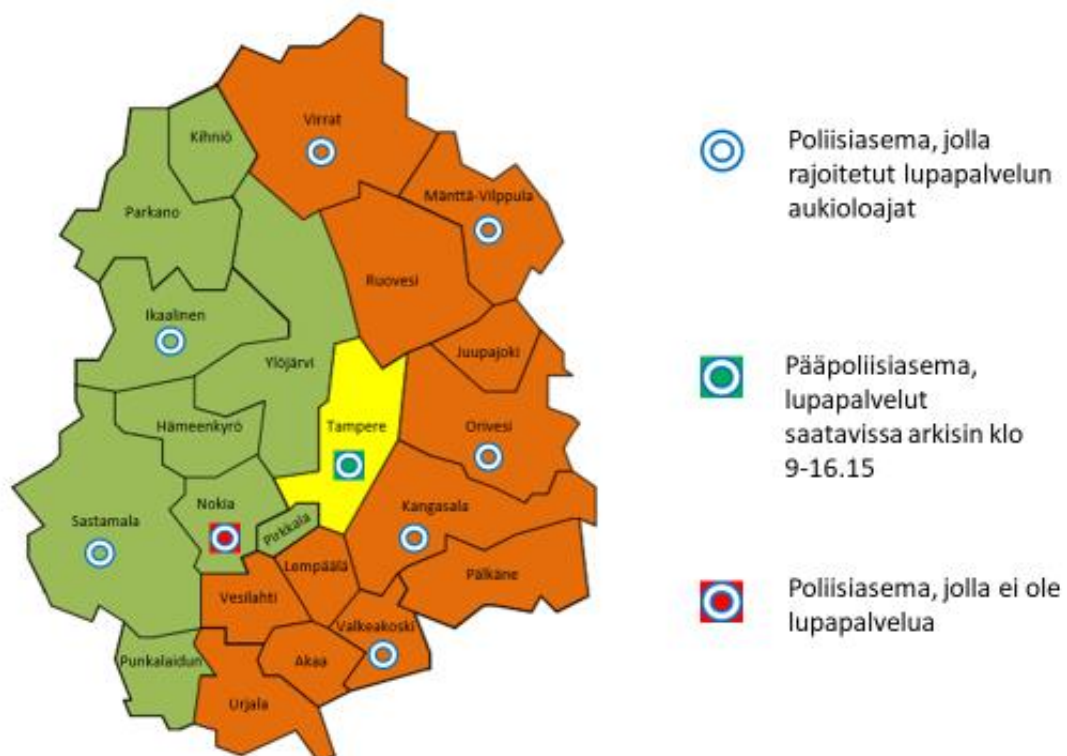 Virrat
Kihniö
Mänttä-Vilppula
Parkano
Ruovesi
Ikaalinen
Juupajoki
Ylöjärvi
Hämeenkyrö
Tampere
Orivesi
Nokia
Kangasala
Sastamala
Pirkkala
Lempäälä
Pälkäne
Vesilahti
Valkeakoski
Punkalaidun
Akaa
Urjala
Poliisiasema, jolla
rajoitetut lupapalvelun
aukioloajat
Pääpoliisiasema,
lupapalvelut
saatavissa arkisin klo
9-16.15
Poliisiasema, jolla ei ole
lupapalvelua